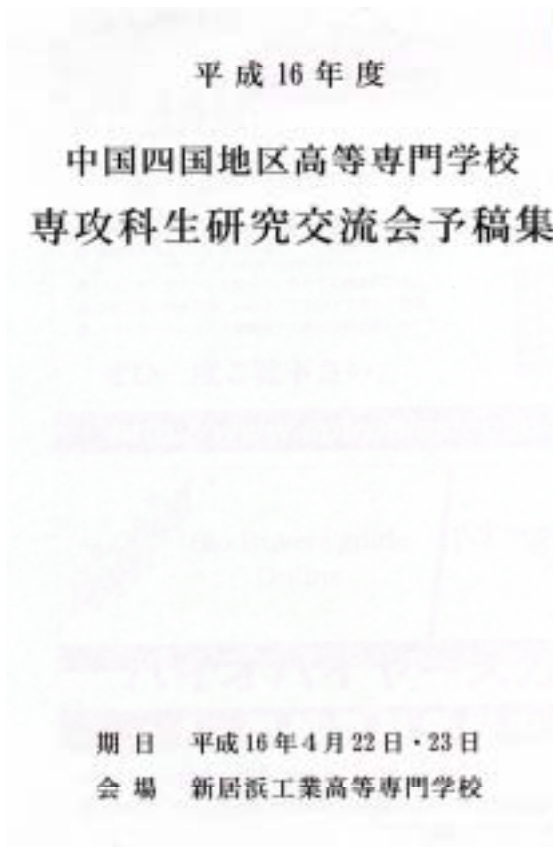 平成16年度
中国四国地区高等専門学校
専攻科生研究交流会予稿集
期日 平成16年4月22日・23日
会場 新居浜工業高等専門学校